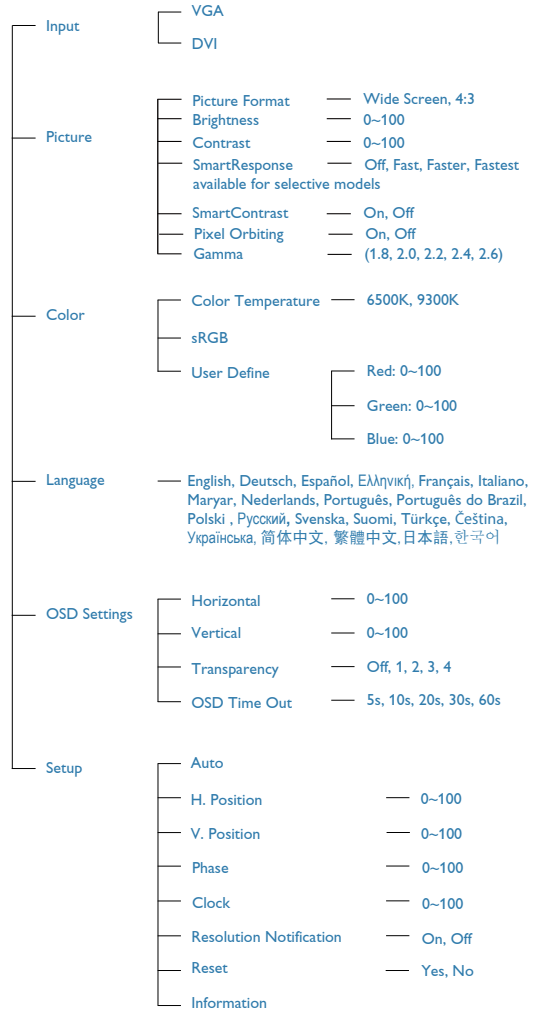 Input
VGA
DVI
Picture
Picture Format Wide Screen, 4:3
Brightness 0~100
Contrast 0~100
SmartResponse Off, Fast, Faster, Fastest
available for selective models
SmartContrast On, Off
Pixel Orbiting On, Off
Gamma (1.8, 2.0, 2.2, 2.4, 2.6)
Color
Color Temperature 6500K, 9300K
sRGB
User Define Red: 0~100
Green: 0~100
Blue: 0~100
Language
English, Deutsch, Español, Ελληνική, Français, Italiano,
Maryar, Nederlands, Português, Português do Brazil,
Polski , Русский, Svenska, Suomi, Türkçe, Čeština,
Українська, 简体中文, 繁體中文,日本語,한국어
OSD Settings
Horizontal 0~100
Vertical 0~100
Transparency Off, 1, 2, 3, 4
OSD Time Out 5s, 10s, 20s, 30s, 60s
Setup
Auto
H. Position 0~100
V. Position 0~100
Phase 0~100
Clock 0~100
Resolution Notification On, Off
Reset Yes, No
Information